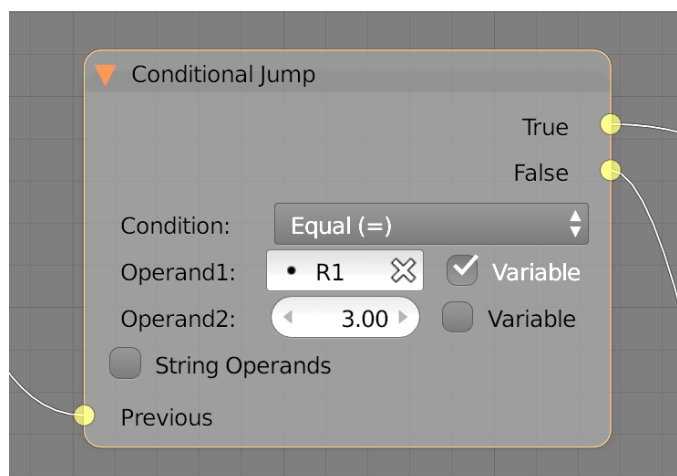 Conditional Jump
True
False
Condition: Equal (=)
Operand1: R1 Variable
Operand2: 3.00 Variable
String Operands
Previous